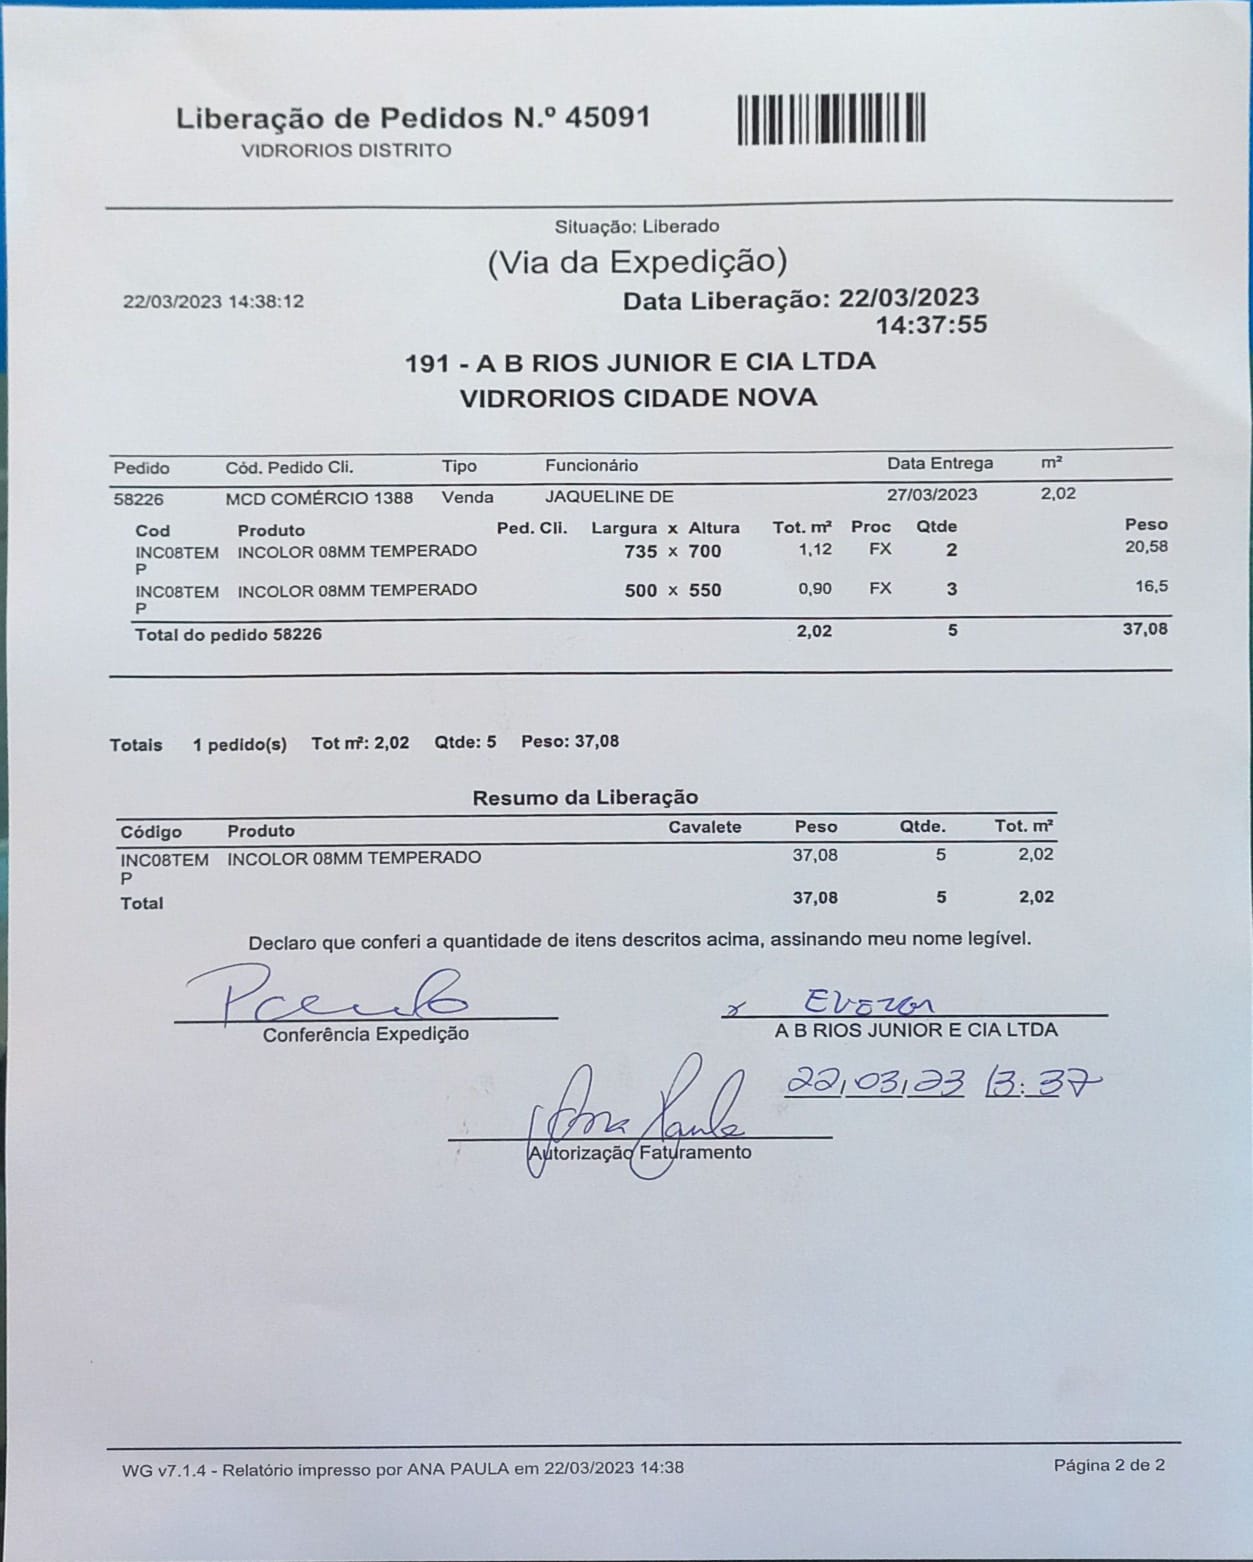 Liberação de Pedidos N.º 45091
VIDRORIOS DISTRITO
Situação: Liberado
(Via da Expedição)
22/03/2023 14:38:12 Data Liberação: 22/03/2023
14:37:55
191 - A B RIOS JUNIOR E CIA LTDA
VIDRORIOS CIDADE NOVA
Pedido Cód. Pedido Cli. Tipo Funcionário Data Entrega m²
58226 MCD COMÉRCIO 1388 Venda JAQUELINE DE 27/03/2023 2,02
Cod Produto Ped. Cli. Largura x Altura Tot. m² Proc Qtde Peso
INC08TEM INCOLOR 08MM TEMPERADO 735 x 700 1,12 FX 2 20,58
P
INC08TEM INCOLOR 08MM TEMPERADO 500 x 550 0,90 FX 3 16,5
P
Total do pedido 58226 2,02 5 37,08
Totais 1 pedido(s) Tot m²: 2,02 Qtde: 5 Peso: 37,08
Resumo da Liberação
Código Produto Cavalete Peso Qtde. Tot. m²
INC08TEM INCOLOR 08MM TEMPERADO 37,08 5 2,02
P
Total 37,08 5 2,02
Declaro que conferi a quantidade de itens descritos acima, assinando meu nome legível.
x
Conferência Expedição A B RIOS JUNIOR E CIA LTDA
22/03/23 13:37
Ana Paula
Autorização Faturamento
WG v7.1.4 - Relatório impresso por ANA PAULA em 22/03/2023 14:38 Página 2 de 2